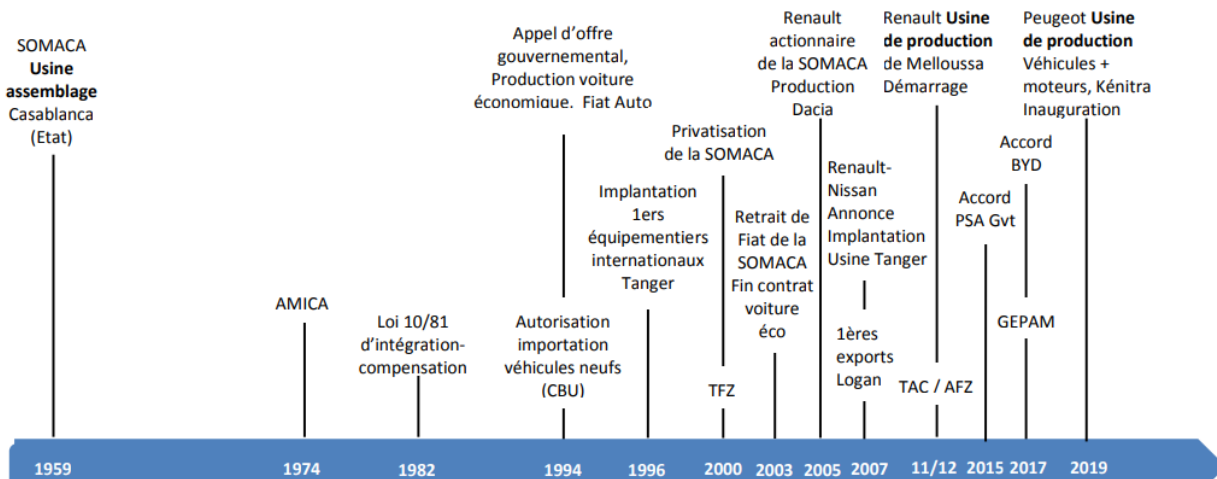 SOMACA
Usine
assemblage
Casablanca
(Etat)
AMICA
Loi 10/81
d'intégration-
compensation
Appel d'offre
gouvernemental,
Production voiture
économique. Fiat Auto
Autorisation
importation
véhicules neufs
(CBU)
Implantation
1ers
équipementiers
internationaux
Tanger
Privatisation
de la SOMACA
TFZ
Retrait de
Fiat de la
SOMACA
Fin contrat
voiture
éco
Renault
actionnaire
de la SOMACA
Production
Dacia
Renault-
Nissan
Annonce
Implantation
Usine Tanger
1ères
exports
Logan
Renault Usine
de production
de Melloussa
Démarrage
TAC / AFZ
Accord
PSA Gvt
Accord
BYD
GEPAM
Peugeot Usine
de production
Véhicules +
moteurs, Kénitra
Inauguration
1959 1974 1982 1994 1996 2000 2003 2005 2007 11/12 2015 2017 2019